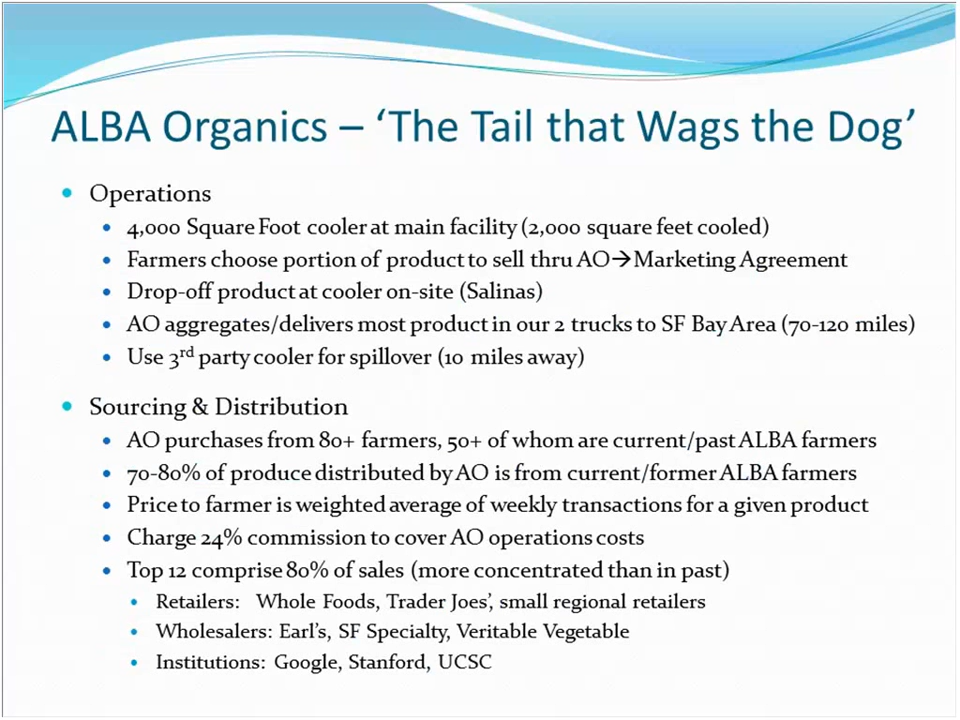 ALBA Organics – ‘The Tail that Wags the Dog’
• Operations
• 4,000 Square Foot cooler at main facility (2,000 square feet cooled)
• Farmers choose portion of product to sell thru AO→Marketing Agreement
• Drop-off product at cooler on-site (Salinas)
• AO aggregates/delivers most product in our 2 trucks to SF Bay Area (70-120 miles)
• Use 3rd party cooler for spillover (10 miles away)
• Sourcing & Distribution
• AO purchases from 80+ farmers, 50+ of whom are current/past ALBA farmers
• 70-80% of produce distributed by AO is from current/former ALBA farmers
• Price to farmer is weighted average of weekly transactions for a given product
• Charge 24% commission to cover AO operations costs
• Top 12 comprise 80% of sales (more concentrated than in past)
• Retailers: Whole Foods, Trader Joes’, small regional retailers
• Wholesalers: Earl’s, SF Specialty, Veritable Vegetable
• Institutions: Google, Stanford, UCSC